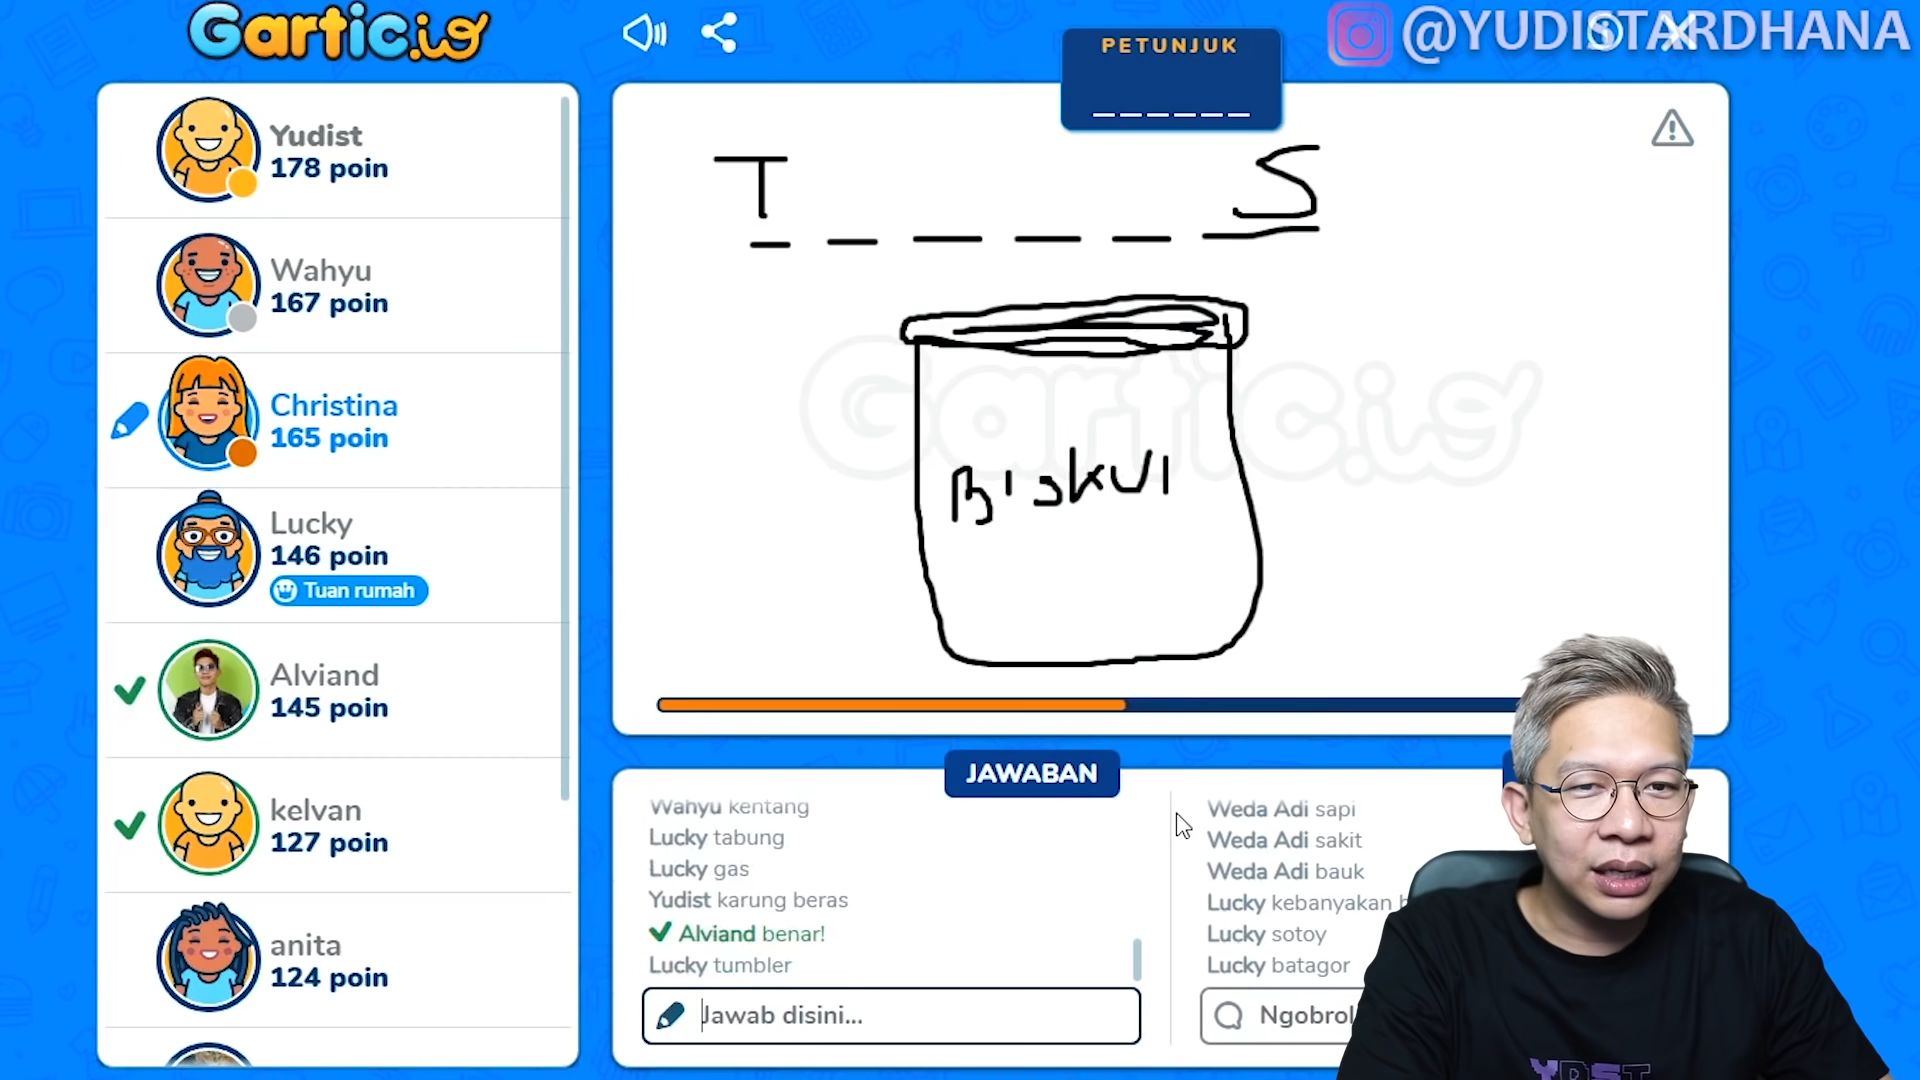 Gartic.io
PETUNJUK
@YUDISTARDHANA
Yudist
178 poin
Wahyu
167 poin
Christina
165 poin
Lucky
146 poin
Tuan rumah
Alviand
145 poin
kelvan
127 poin
anita
124 poin
T S
Gartic.io
BISKUI
JAWABAN
Wahyu kentang
Lucky tabung
Lucky gas
Yudist karung beras
Alviand benar!
Lucky tumbler
Jawab disini...
Weda Adi sapi
Weda Adi sakit
Weda Adi bauk
Lucky kebanyakan
Lucky sotoy
Lucky batagor
Ngobrol
YDST